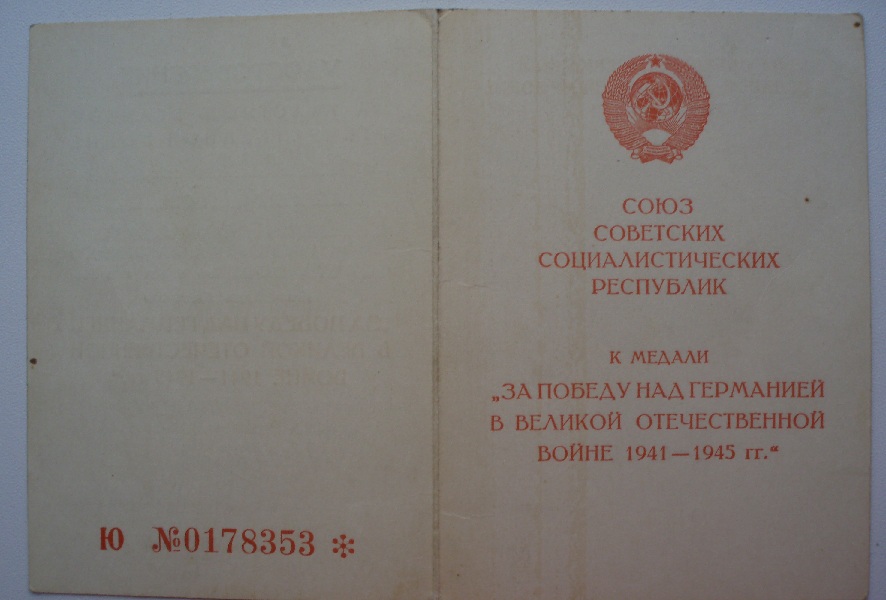 СОЮЗ
СОВЕТСКИХ
СОЦИАЛИСТИЧЕСКИХ
РЕСПУБЛИК
К МЕДАЛИ
„ЗА ПОБЕДУ НАД ГЕРМАНИЕЙ
В ВЕЛИКОЙ ОТЕЧЕСТВЕННОЙ
ВОЙНЕ 1941—1945 гг.“
Ю №0178353 *